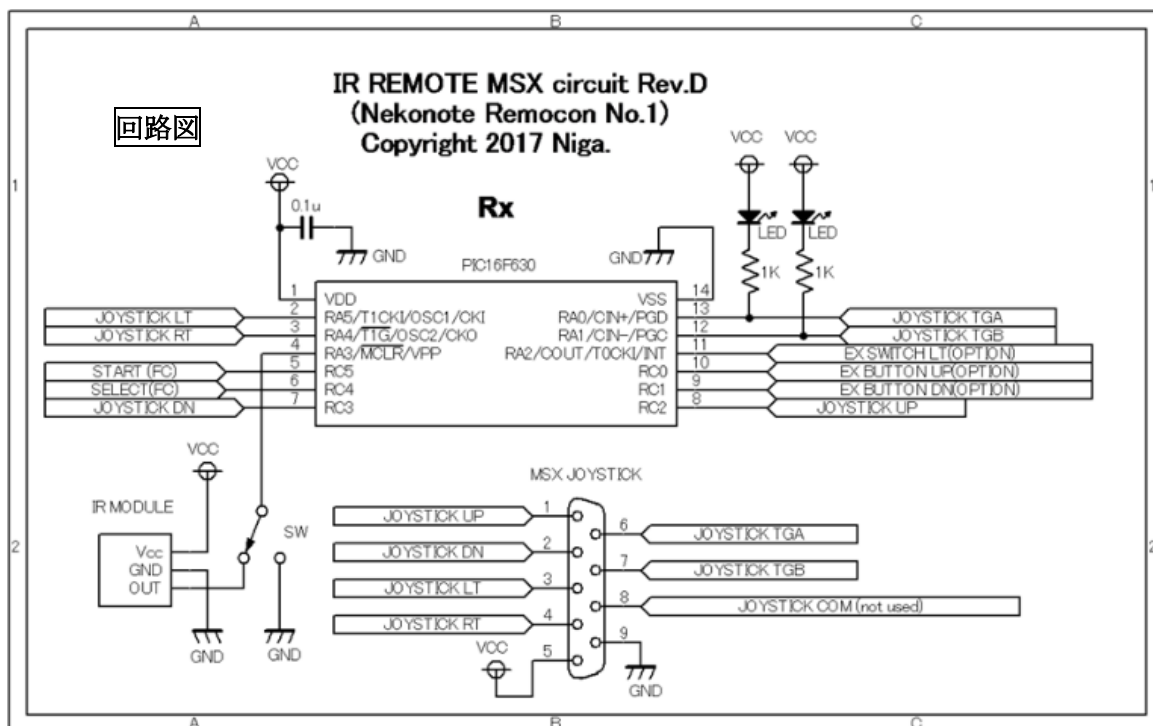 A B C
IR REMOTE MSX circuit Rev.D
(Nekonote Remocon No.1)
Copyright 2017 Niga.
回路図
VCC VCC VCC
1 1
0.1u
Rx
LED LED
GND GND
1K 1K
PIC16F630
1 VDD VSS 14
JOYSTICK LT 2 RA5/T1CKI/OSC1/CKI RA0/CIN+/PGD 13 JOYSTICK TGA
JOYSTICK RT 3 RA4/T1G/OSC2/CKO RA1/CIN-/PGC 12 JOYSTICK TGB
4 RA3/MCLR/VPP RA2/COUT/T0CKI/INT 11 EX SWITCH LT(OPTION)
START (FC) 5 RC5 RC0 10 EX BUTTON UP(OPTION)
SELECT(FC) 6 RC4 RC1 9 EX BUTTON DN(OPTION)
JOYSTICK DN 7 RC3 RC2 8 JOYSTICK UP
VCC
MSX JOYSTICK
IR MODULE
JOYSTICK UP 1
SW
6 JOYSTICK TGA
2 Vcc JOYSTICK DN 2 2
GND 7 JOYSTICK TGB
OUT JOYSTICK LT 3
8 JOYSTICK COM (not used)
JOYSTICK RT 4
9
GND GND VCC 5
GND
A B C